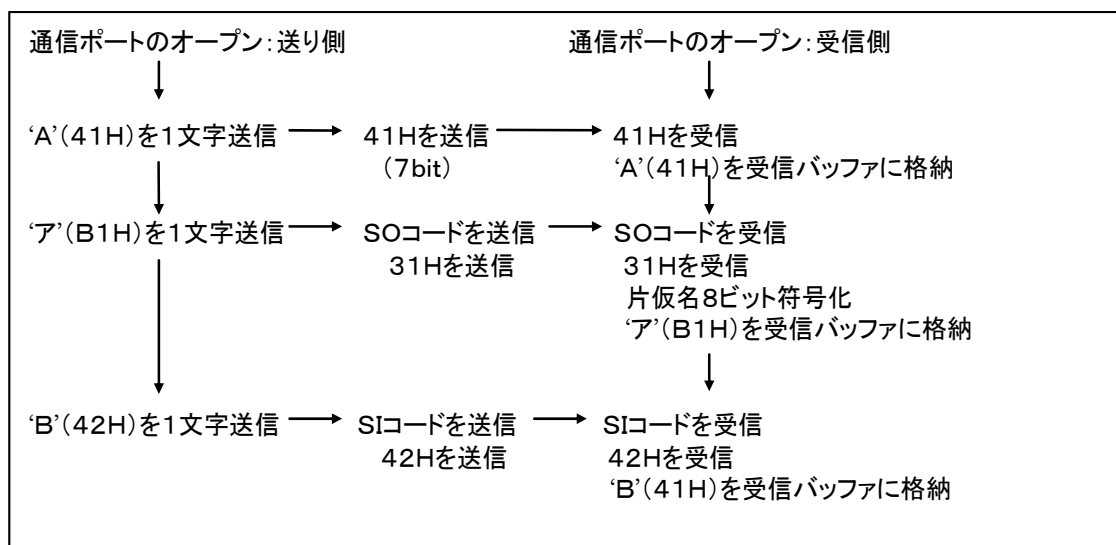 通信ポートのオープン：送り側　通信ポートのオープン：受信側
‘A’(41H)を1文字送信　41Hを送信　41Hを受信
(7bit)　‘A’(41H)を受信バッファに格納
‘ア’(B1H)を1文字送信　SOコードを送信　SOコードを受信
31Hを送信　31Hを受信
片仮名8ビット符号化
‘ア’(B1H)を受信バッファに格納
‘B’(42H)を1文字送信　SIコードを送信　SIコードを受信
42Hを送信　42Hを受信
‘B’(41H)を受信バッファに格納